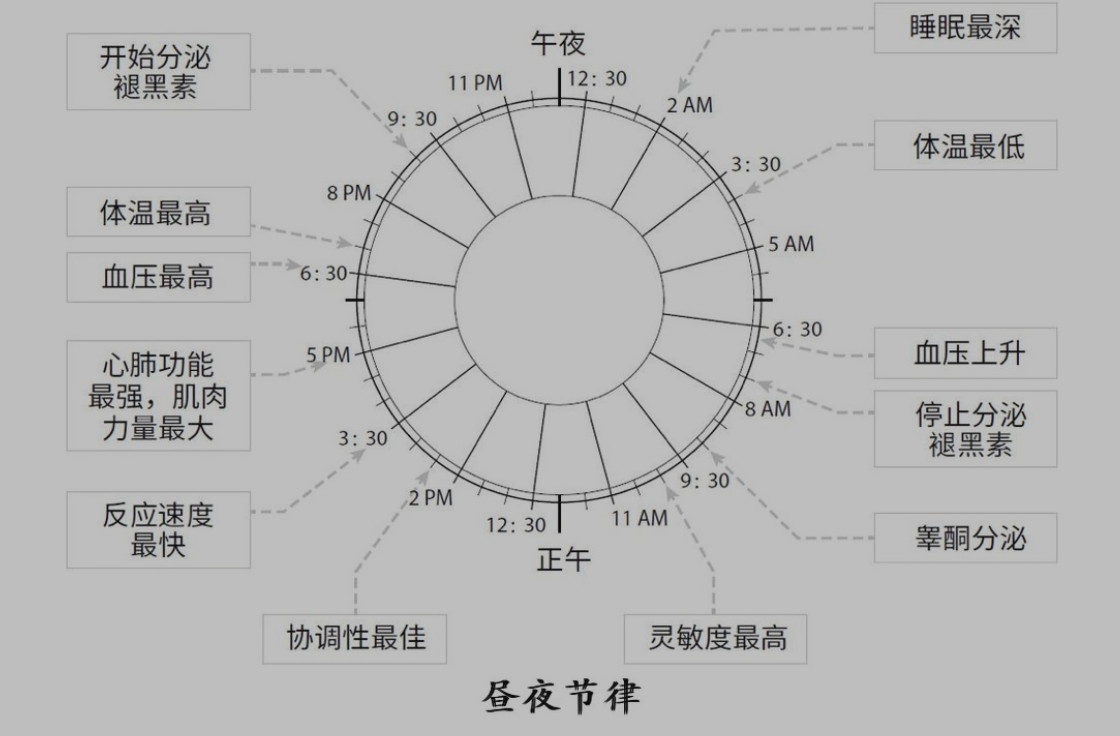 午夜
睡眠最深
开始分泌
褪黑素
11 PM
12: 30
2 AM
9: 30
体温最低
3: 30
8 PM
体温最高
5 AM
血压最高
6: 30
6: 30
血压上升
5 PM
心肺功能
最强，肌肉
力量最大
8 AM
停止分泌
褪黑素
3: 30
9: 30
2 PM
11 AM
12: 30
反应速度
最快
睾酮分泌
正午
协调性最佳
灵敏度最高
昼夜节律